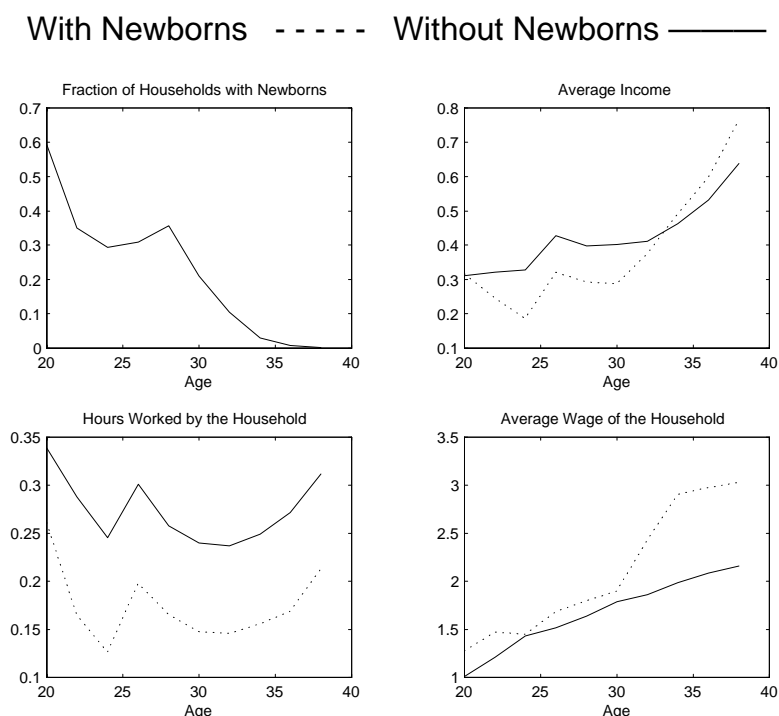 With Newborns - - - - - Without Newborns
Fraction of Households with Newborns
0.7
0.6
0.5
0.4
0.3
0.2
0.1
0
20 25 30 35 40
Age
Average Income
0.8
0.7
0.6
0.5
0.4
0.3
0.2
0.1
20 25 30 35 40
Age
Hours Worked by the Household
0.35
0.3
0.25
0.2
0.15
0.1
20 25 30 35 40
Age
Average Wage of the Household
3.5
3
2.5
2
1.5
1
20 25 30 35 40
Age